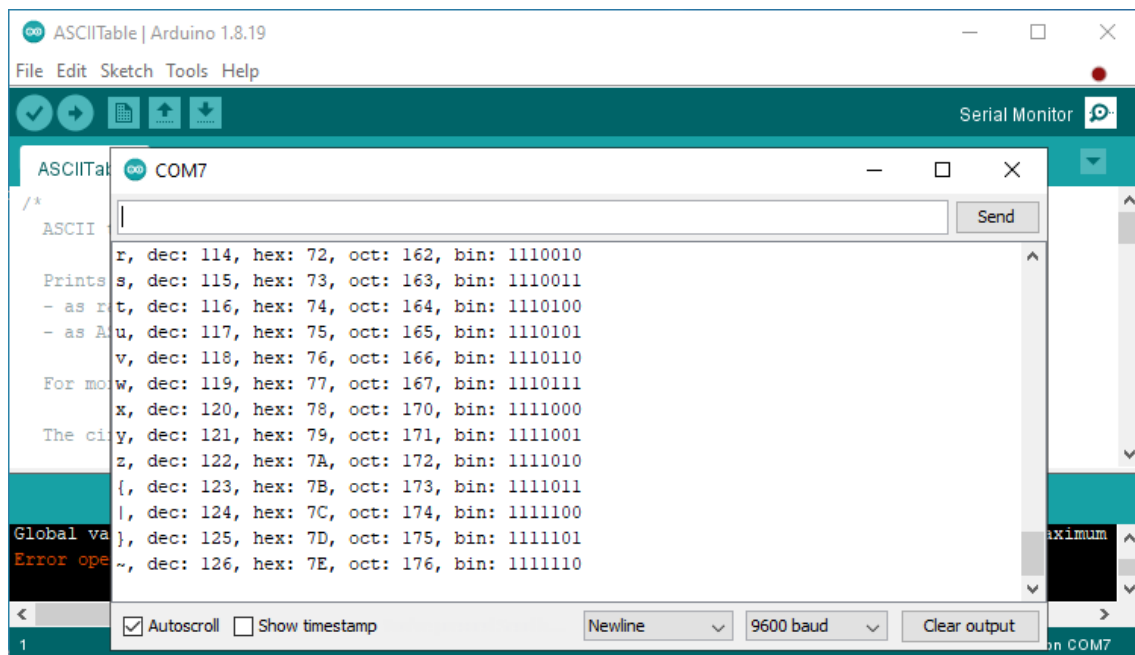 ASCIITable | Arduino 1.8.19
File Edit Sketch Tools Help
Serial Monitor
ASCIITab
COM7
/*
ASCII
Send
r, dec: 114, hex: 72, oct: 162, bin: 1110010
Prints
s, dec: 115, hex: 73, oct: 163, bin: 1110011
- as r
t, dec: 116, hex: 74, oct: 164, bin: 1110100
- as A
u, dec: 117, hex: 75, oct: 165, bin: 1110101
v, dec: 118, hex: 76, oct: 166, bin: 1110110
For mo
w, dec: 119, hex: 77, oct: 167, bin: 1110111
x, dec: 120, hex: 78, oct: 170, bin: 1111000
The ci
y, dec: 121, hex: 79, oct: 171, bin: 1111001
z, dec: 122, hex: 7A, oct: 172, bin: 1111010
{, dec: 123, hex: 7B, oct: 173, bin: 1111011
|, dec: 124, hex: 7C, oct: 174, bin: 1111100
Global va
}, dec: 125, hex: 7D, oct: 175, bin: 1111101
aximum
Error ope
~, dec: 126, hex: 7E, oct: 176, bin: 1111110
Autoscroll Show timestamp Newline 9600 baud Clear output
1
on COM7